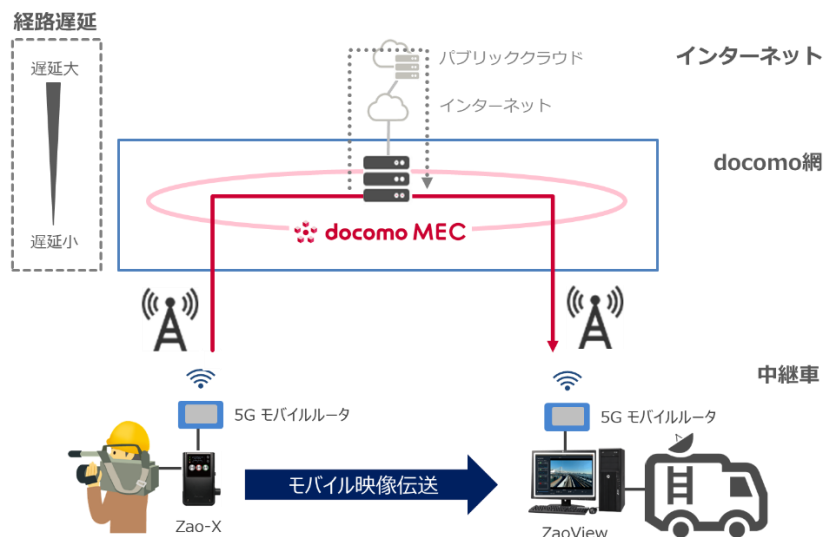 経路遅延
遅延大
遅延小
パブリッククラウド
インターネット
インターネット
docomo網
docomo MEC
中継車
5G モバイルルータ
5G モバイルルータ
モバイル映像伝送
Zao-X
ZaoView